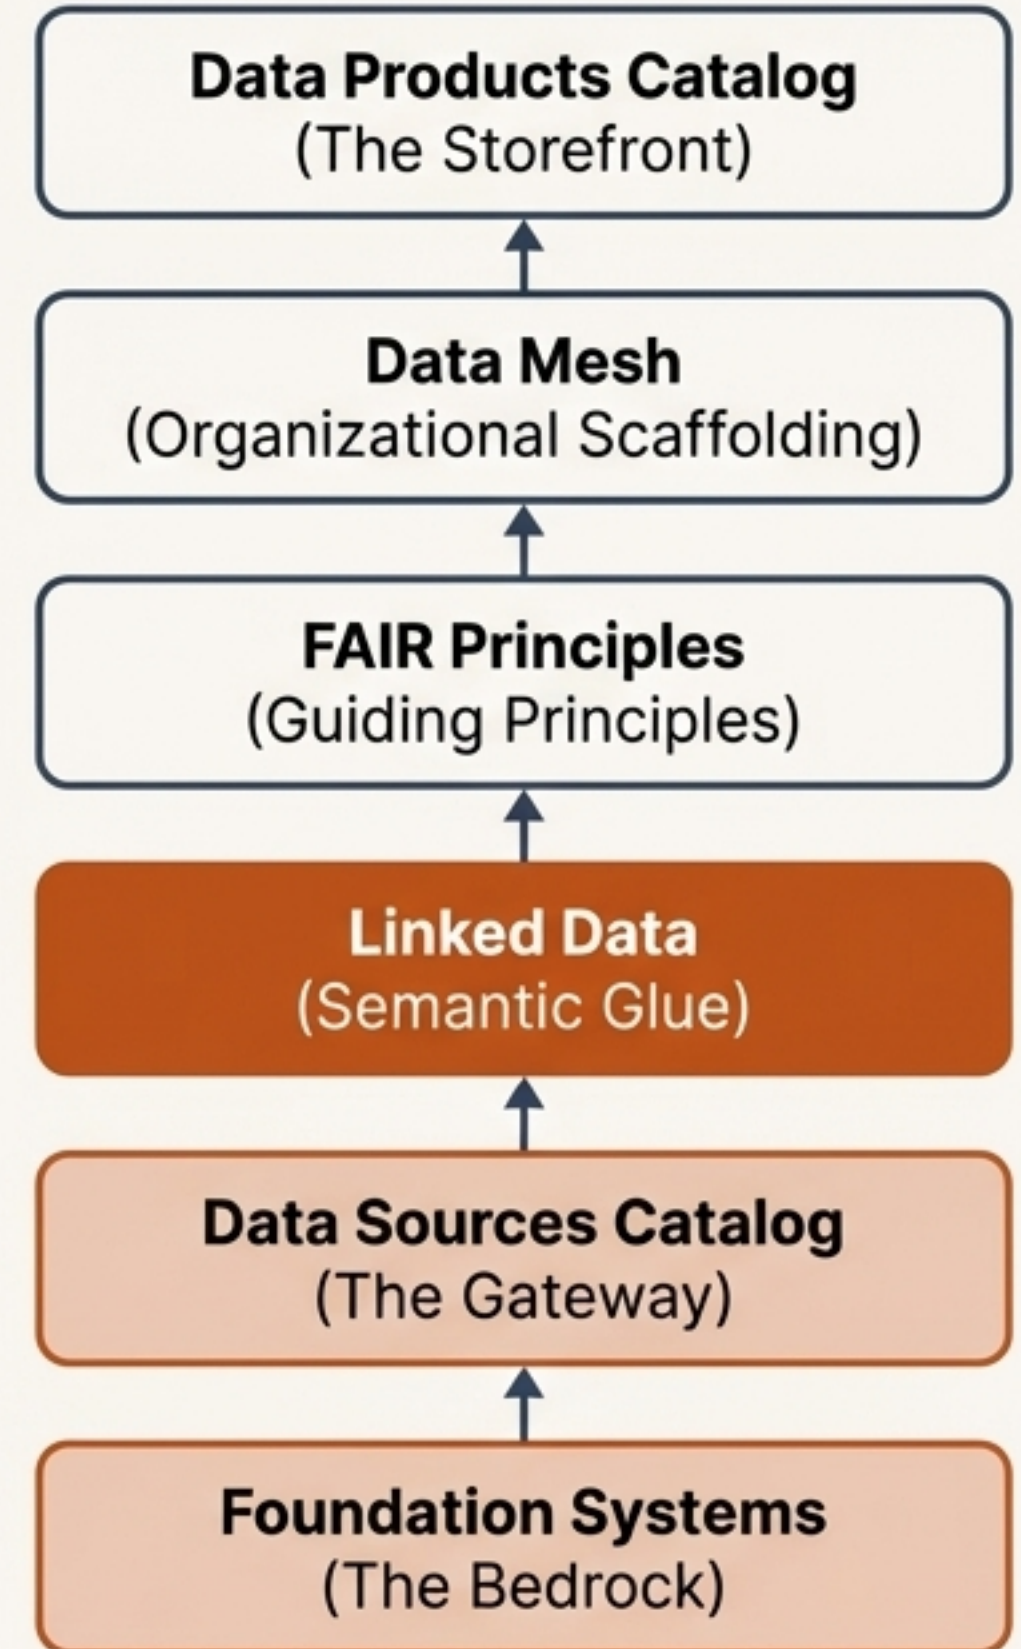 Data Products Catalog
(The Storefront)
Data Mesh
(Organizational Scaffolding)
FAIR Principles
(Guiding Principles)
Linked Data
(Semantic Glue)
Data Sources Catalog
(The Gateway)
Foundation Systems
(The Bedrock)